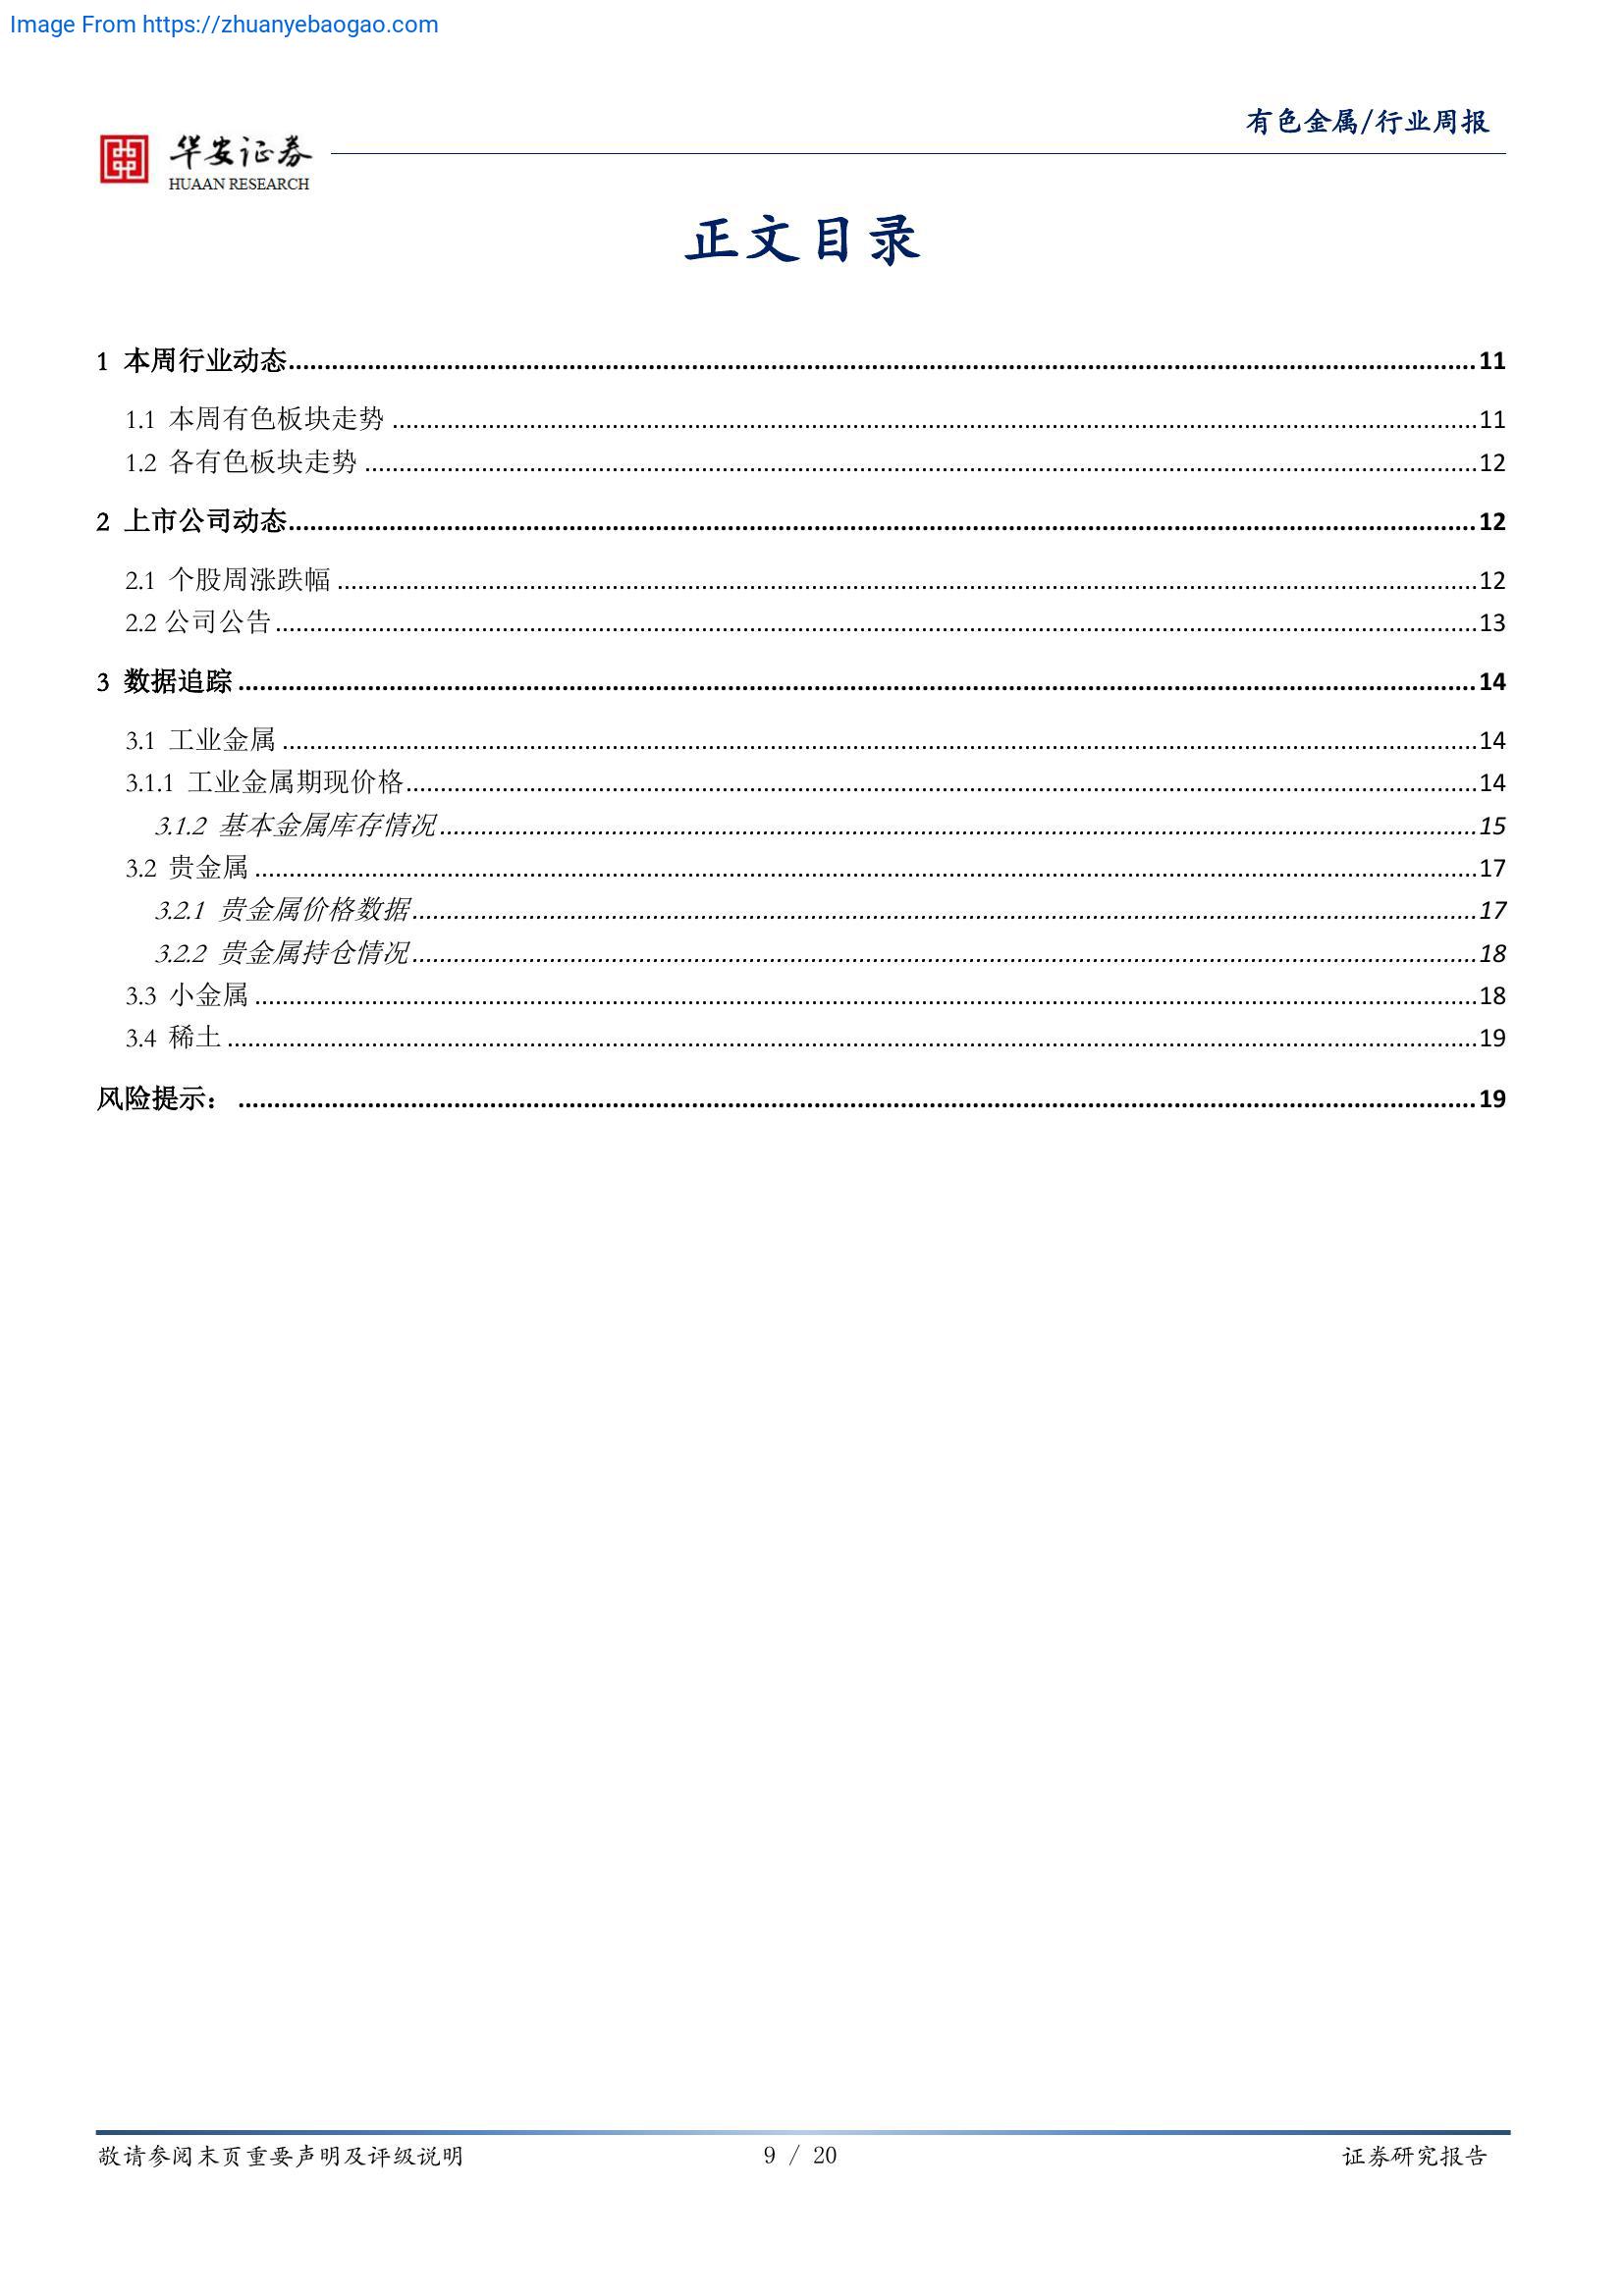 Image From https://zhuanyebaogao.com
有色金属/行业周报
华安证券
HUAAN RESEARCH
正文目录
1 本周行业动态 11
1.1 本周有色板块走势 11
1.2 各有色板块走势 12
2 上市公司动态 12
2.1 个股周涨跌幅 12
2.2 公司公告 13
3 数据追踪 14
3.1 工业金属 14
3.1.1 工业金属期现价格 14
3.1.2 基本金属库存情况 15
3.2 贵金属 17
3.2.1 贵金属价格数据 17
3.2.2 贵金属持仓情况 18
3.3 小金属 18
3.4 稀土 19
风险提示： 19
敬请参阅末页重要声明及评级说明 9 / 20 证券研究报告